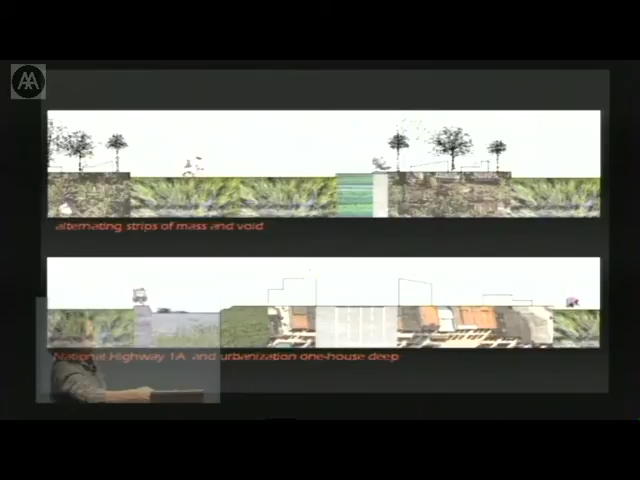 AA
alternating strips of mass and void
National Highway 1A and urbanization one-house deep